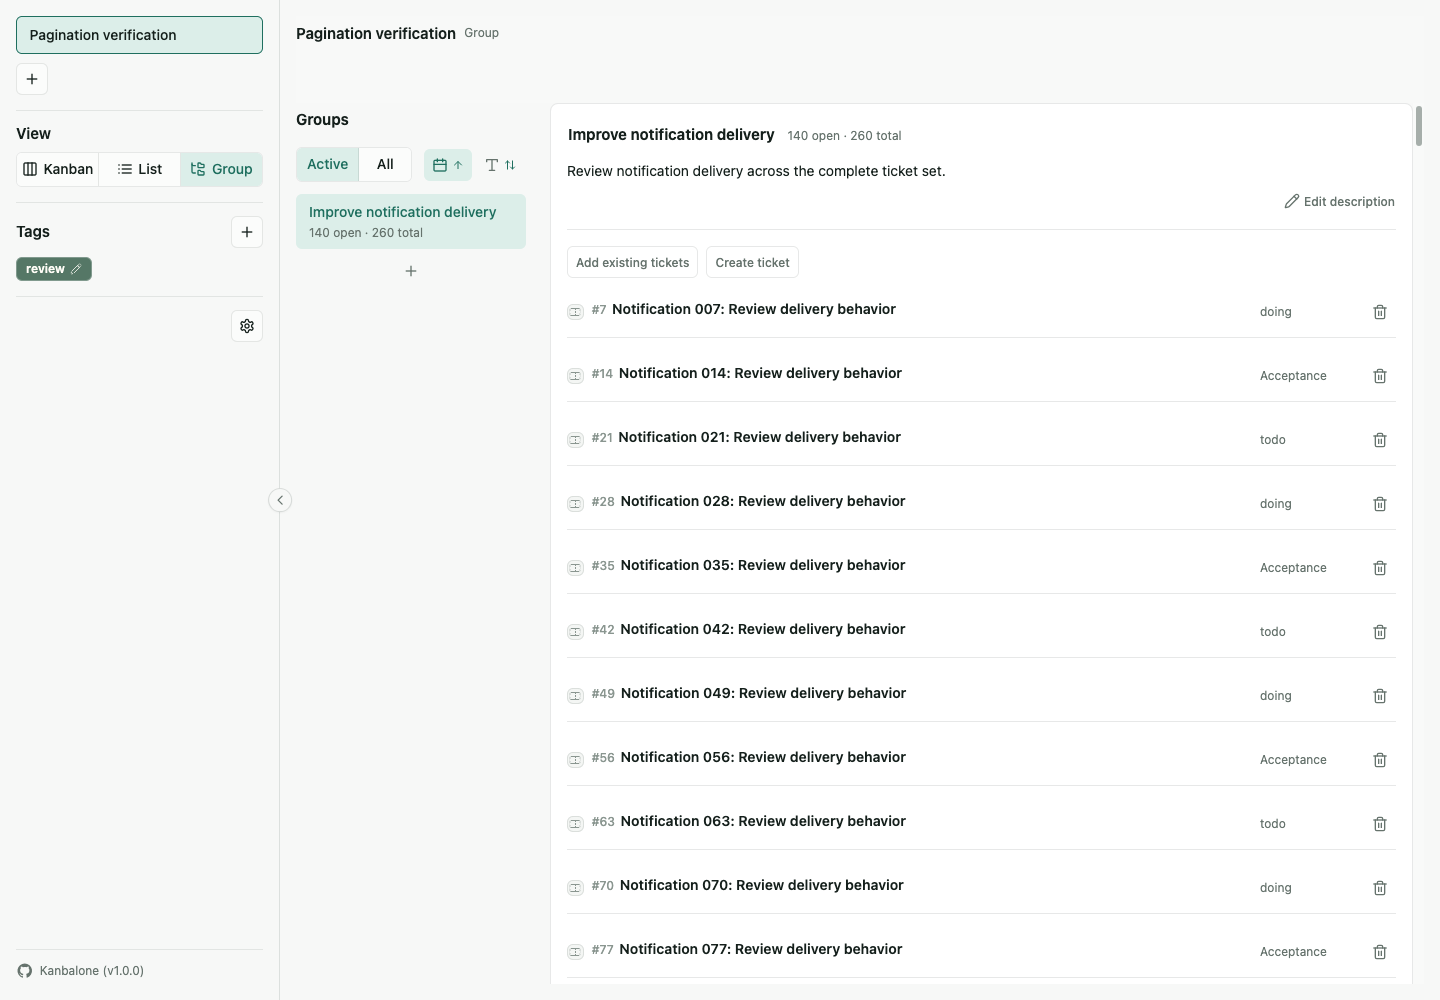 Pagination verification
View
Kanban
List
Group
Tags
review
Kanbalone (v1.0.0)
Pagination verification Group
Groups
Active
All
Improve notification delivery
140 open · 260 total
Improve notification delivery 140 open · 260 total
Review notification delivery across the complete ticket set.
Edit description
Add existing tickets
Create ticket
#7 Notification 007: Review delivery behavior doing
#14 Notification 014: Review delivery behavior Acceptance
#21 Notification 021: Review delivery behavior todo
#28 Notification 028: Review delivery behavior doing
#35 Notification 035: Review delivery behavior Acceptance
#42 Notification 042: Review delivery behavior todo
#49 Notification 049: Review delivery behavior doing
#56 Notification 056: Review delivery behavior Acceptance
#63 Notification 063: Review delivery behavior todo
#70 Notification 070: Review delivery behavior doing
#77 Notification 077: Review delivery behavior Acceptance